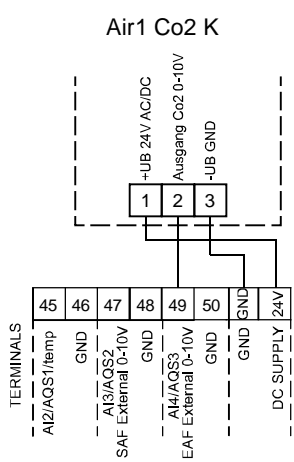 Air1 Co2 K
+UB 24V AC/DC
Ausgang Co2 0-10V
-UB GND
1 2 3
TERMINALS
45 46 47 48 49 50 GND 24V
AI2/AQS1/temp
GND
AI3/AQS2
SAF External 0-10V
GND
AI4/AQS3
EAF External 0-10V
GND
GND
DC SUPPLY